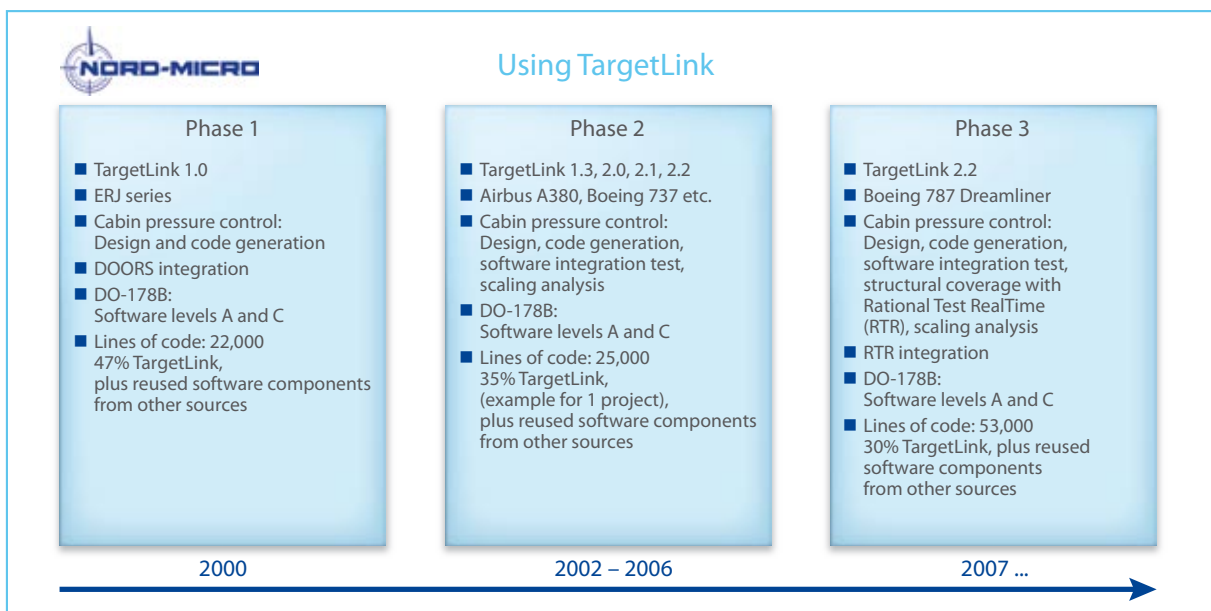 NORD-MICRO
Using TargetLink
Phase 1
■ TargetLink 1.0
■ ERJ series
■ Cabin pressure control:
Design and code generation
■ DOORS integration
■ DO-178B:
Software levels A and C
■ Lines of code: 22,000
47% TargetLink,
plus reused software components
from other sources
2000
Phase 2
■ TargetLink 1.3, 2.0, 2.1, 2.2
■ Airbus A380, Boeing 737 etc.
■ Cabin pressure control:
Design, code generation,
software integration test,
scaling analysis
■ DO-178B:
Software levels A and C
■ Lines of code: 25,000
35% TargetLink,
(example for 1 project),
plus reused software components
from other sources
2002 – 2006
Phase 3
■ TargetLink 2.2
■ Boeing 787 Dreamliner
■ Cabin pressure control:
Design, code generation,
software integration test,
structural coverage with
Rational Test RealTime
(RTR), scaling analysis
■ RTR integration
■ DO-178B:
Software levels A and C
■ Lines of code: 53,000
30% TargetLink, plus reused
software components
from other sources
2007 ...